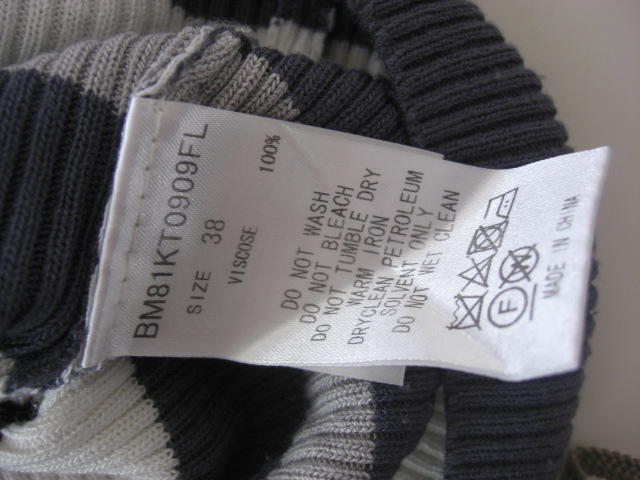 BM81KT0909FL
SIZE 38
VISCOSE 100%
DO NOT WASH
DO NOT BLEACH
DO NOT TUMBLE DRY
WARM IRON
DRYCLEAN PETROLEUM
SOLVENT ONLY
DO NOT WET CLEAN
F W
MADE IN CHINA